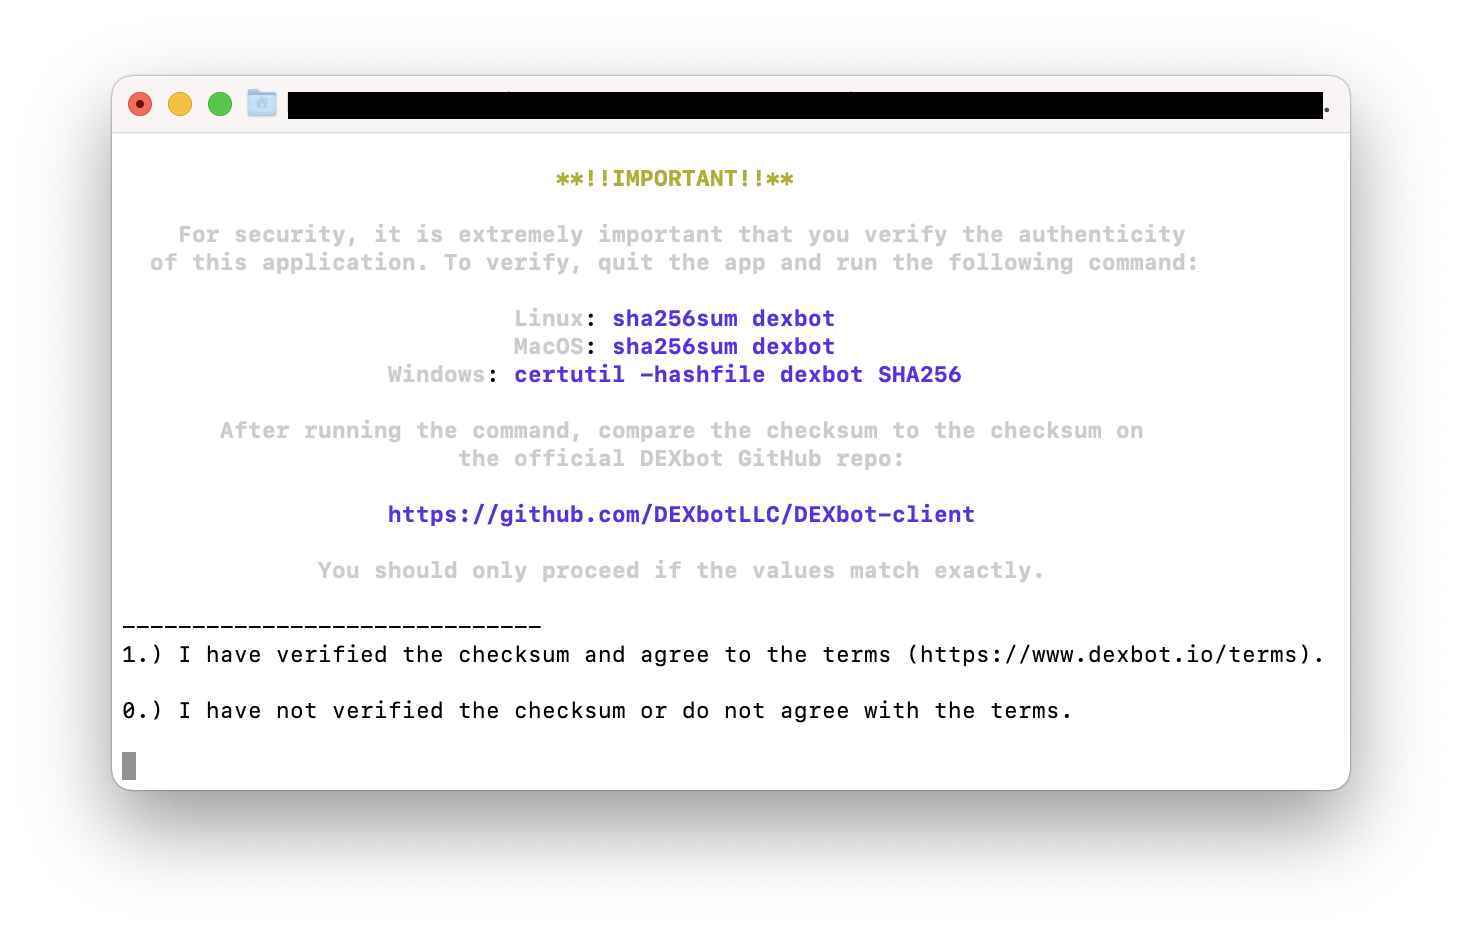 **!!IMPORTANT!!**
For security, it is extremely important that you verify the authenticity
of this application. To verify, quit the app and run the following command:
Linux: sha256sum dexbot
MacOS: sha256sum dexbot
Windows: certutil -hashfile dexbot SHA256
After running the command, compare the checksum to the checksum on
the official DEXbot GitHub repo:
https://github.com/DEXbotLLC/DEXbot-client
You should only proceed if the values match exactly.
______________________________
1.) I have verified the checksum and agree to the terms (https://www.dexbot.io/terms).
0.) I have not verified the checksum or do not agree with the terms.